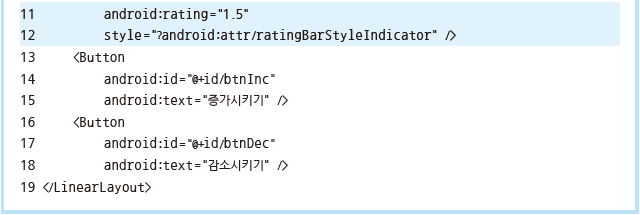 11 android:rating="1.5"
12 style="?android:attr/ratingBarStyleIndicator" />
13 <Button
14 android:id="@+id/btnInc"
15 android:text="증가시키기" />
16 <Button
17 android:id="@+id/btnDec"
18 android:text="감소시키기" />
19 </LinearLayout>